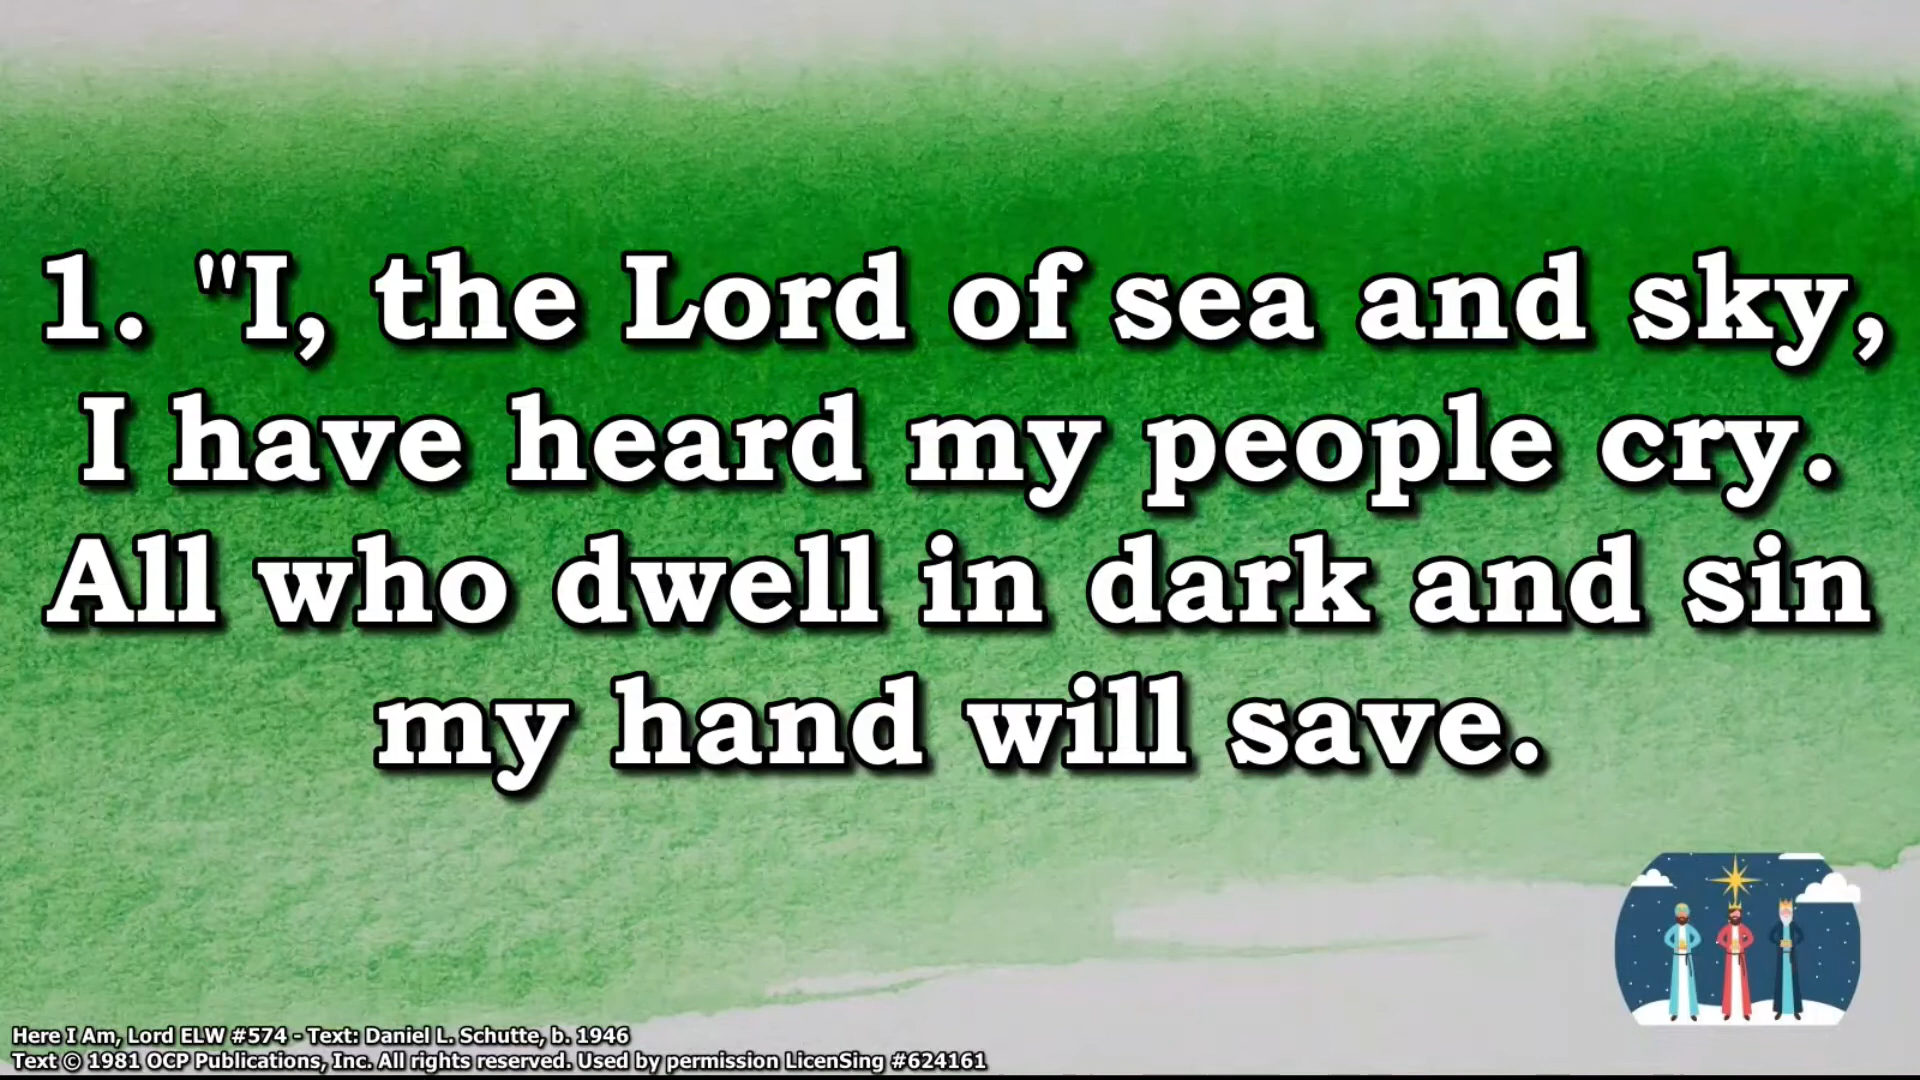 1. "I, the Lord of sea and sky,
I have heard my people cry.
All who dwell in dark and sin
my hand will save.
Here I Am, Lord ELW #574 - Text: Daniel L. Schutte, b. 1946
Text © 1981 OCP Publications, Inc. All rights reserved. Used by permission LicenSing #624161